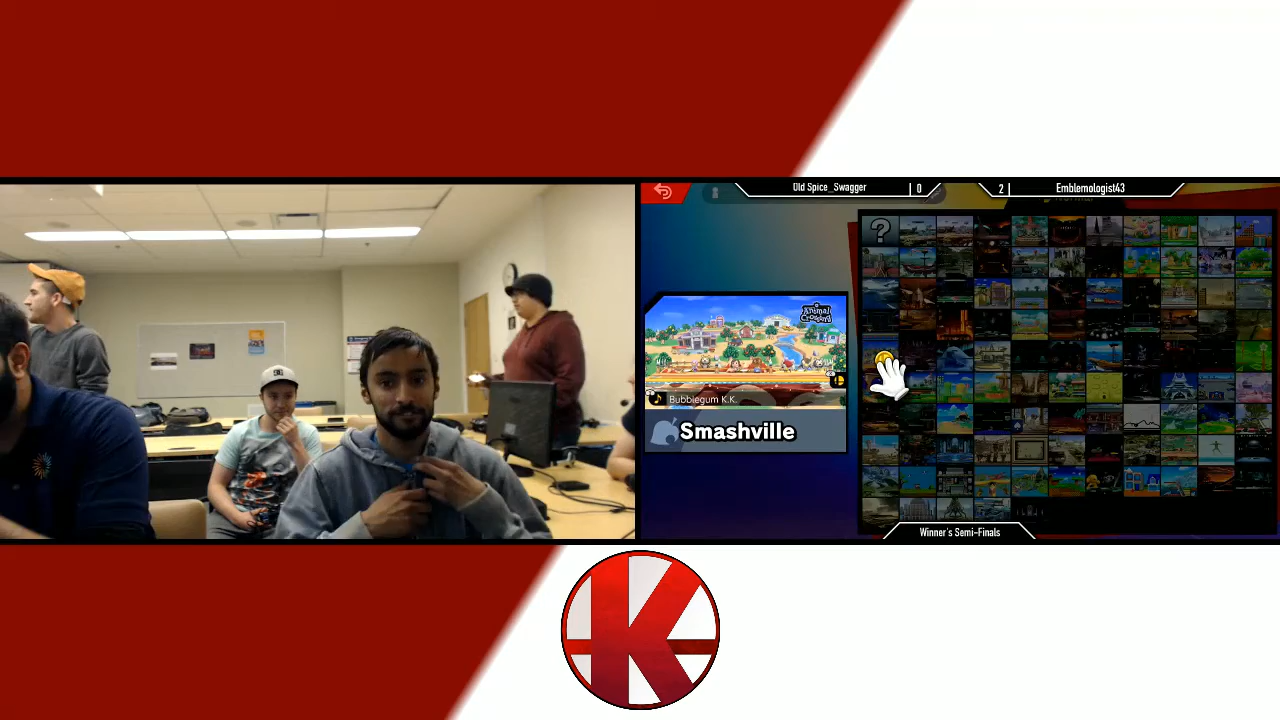 Old Spice_Swagger 0
2 Emblemologist43
?
Animal Crossing
Bubblegum K.K.
Smashville
Winner's Semi-Finals
K